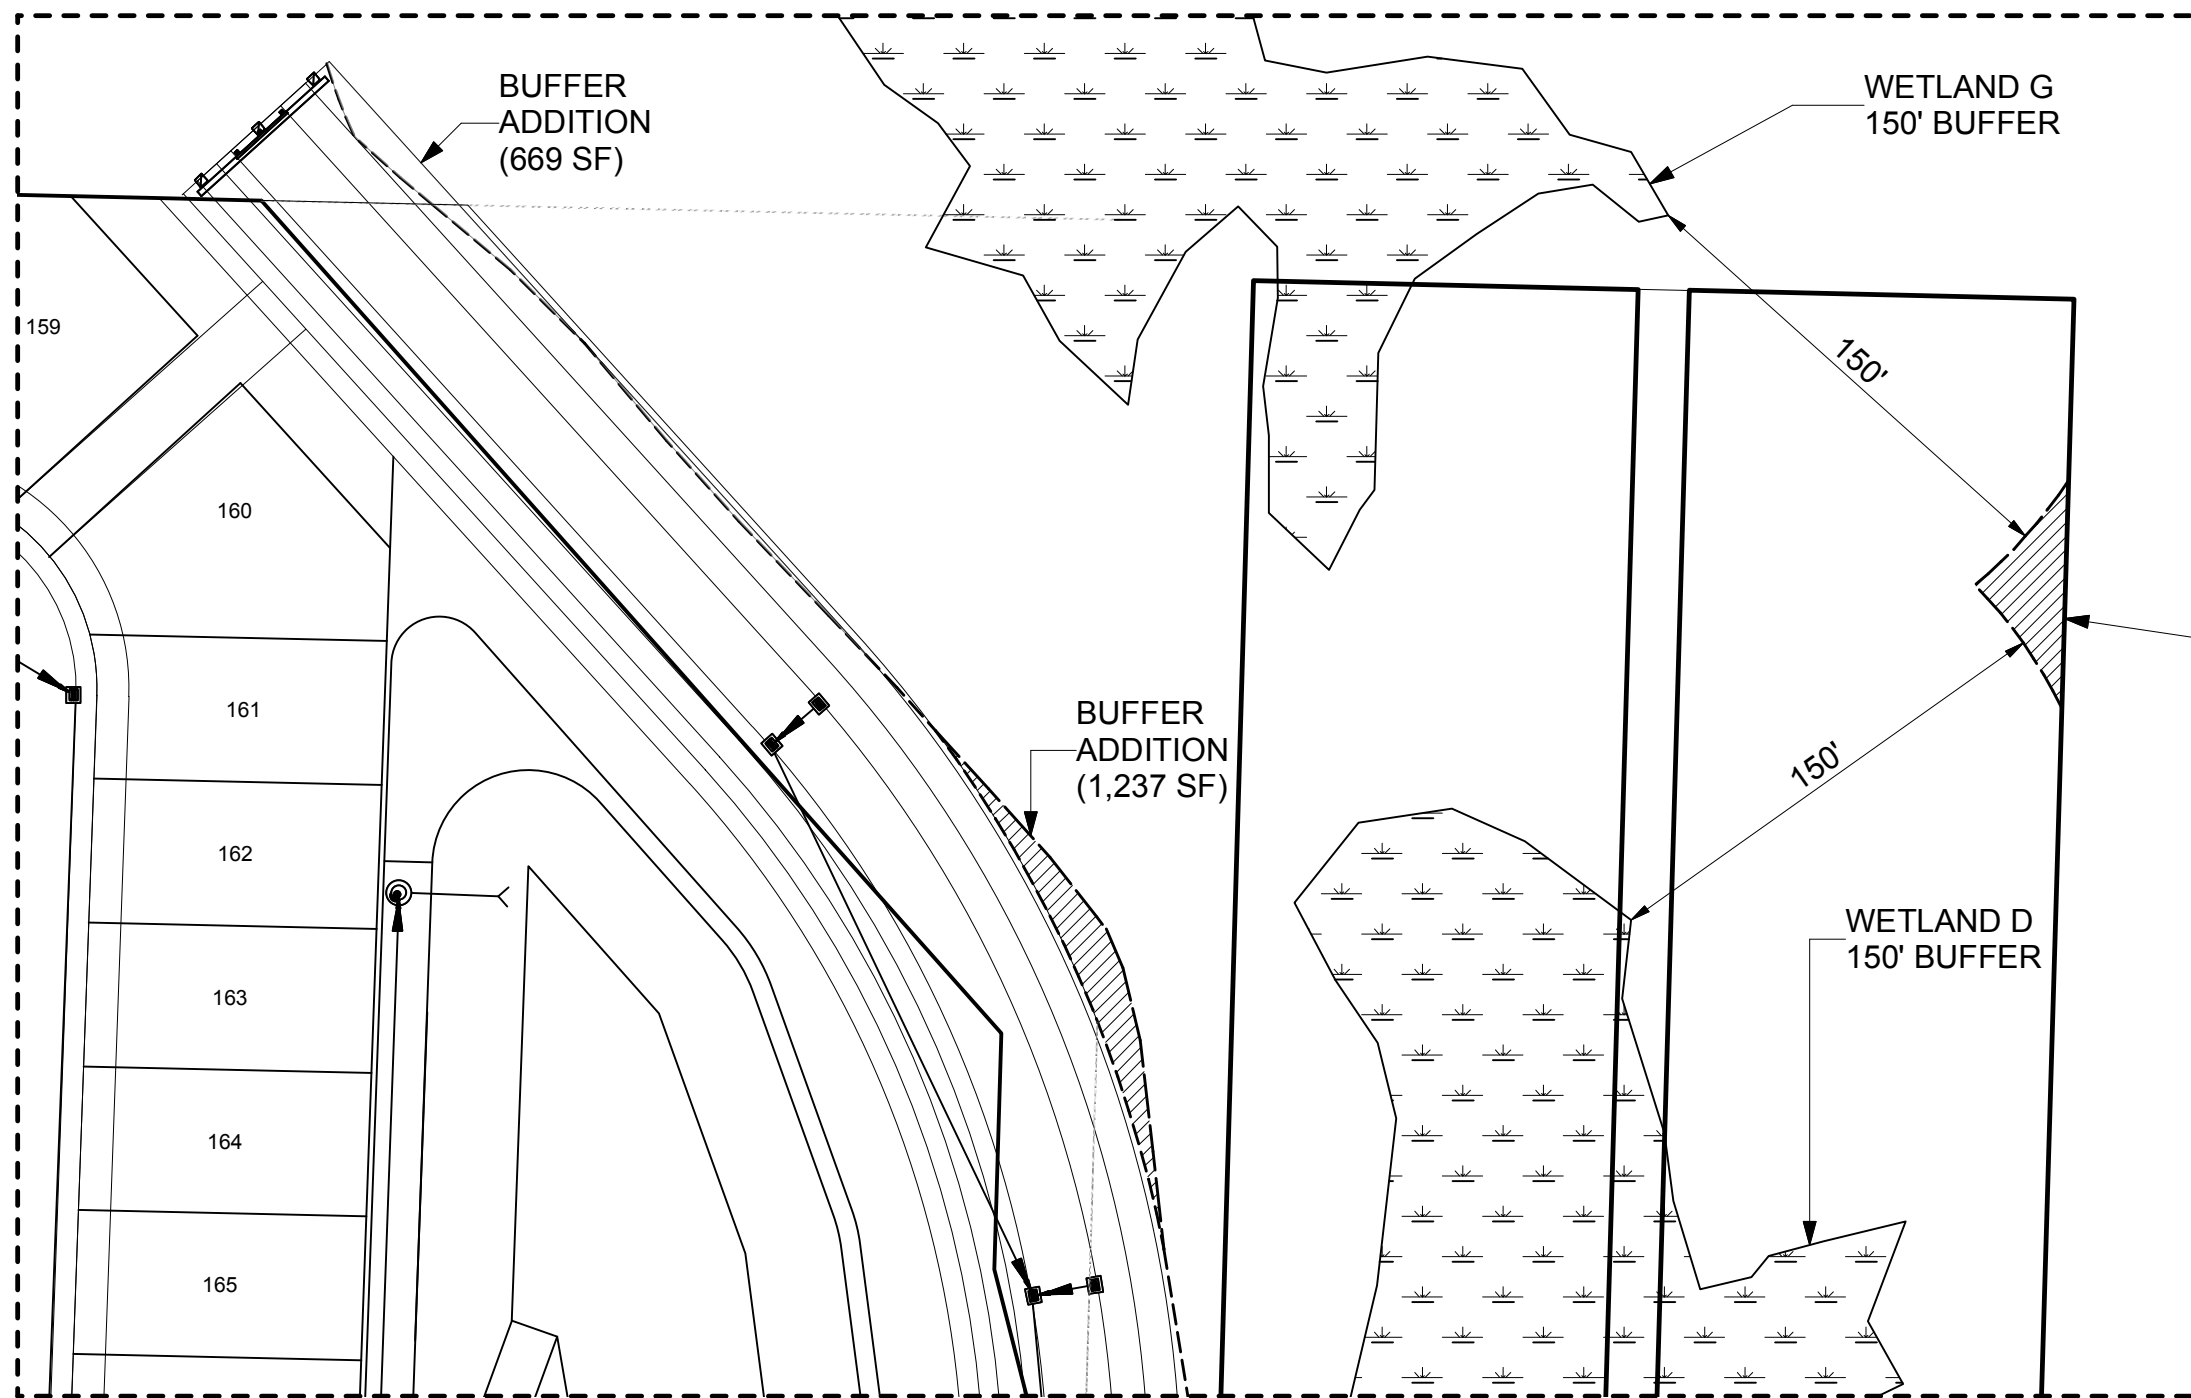 BUFFER
ADDITION
(669 SF)
WETLAND G
150' BUFFER
159
150'
160
161
BUFFER
ADDITION
(1,237 SF)
150'
162
WETLAND D
150' BUFFER
163
164
165